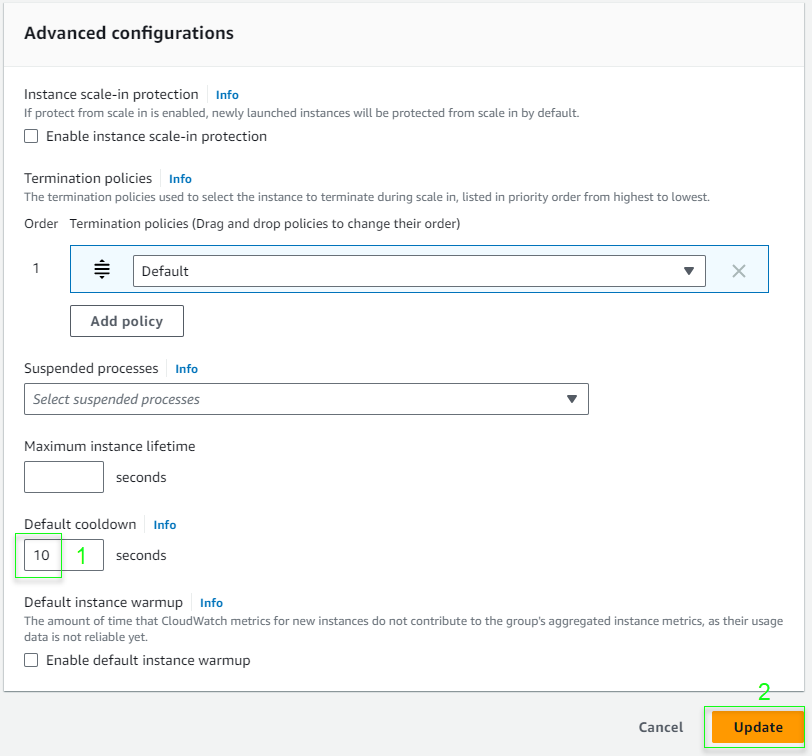 Advanced configurations
Instance scale-in protection Info
If protect from scale in is enabled, newly launched instances will be protected from scale in by default.
Enable instance scale-in protection
Termination policies Info
The termination policies used to select the instance to terminate during scale in, listed in priority order from highest to lowest.
Order Termination policies (Drag and drop policies to change their order)
1 Default
Add policy
Suspended processes Info
Select suspended processes
Maximum instance lifetime
seconds
Default cooldown Info
10 1 seconds
Default instance warmup Info
The amount of time that CloudWatch metrics for new instances do not contribute to the group's aggregated instance metrics, as their usage
data is not reliable yet.
Enable default instance warmup
2
Cancel Update